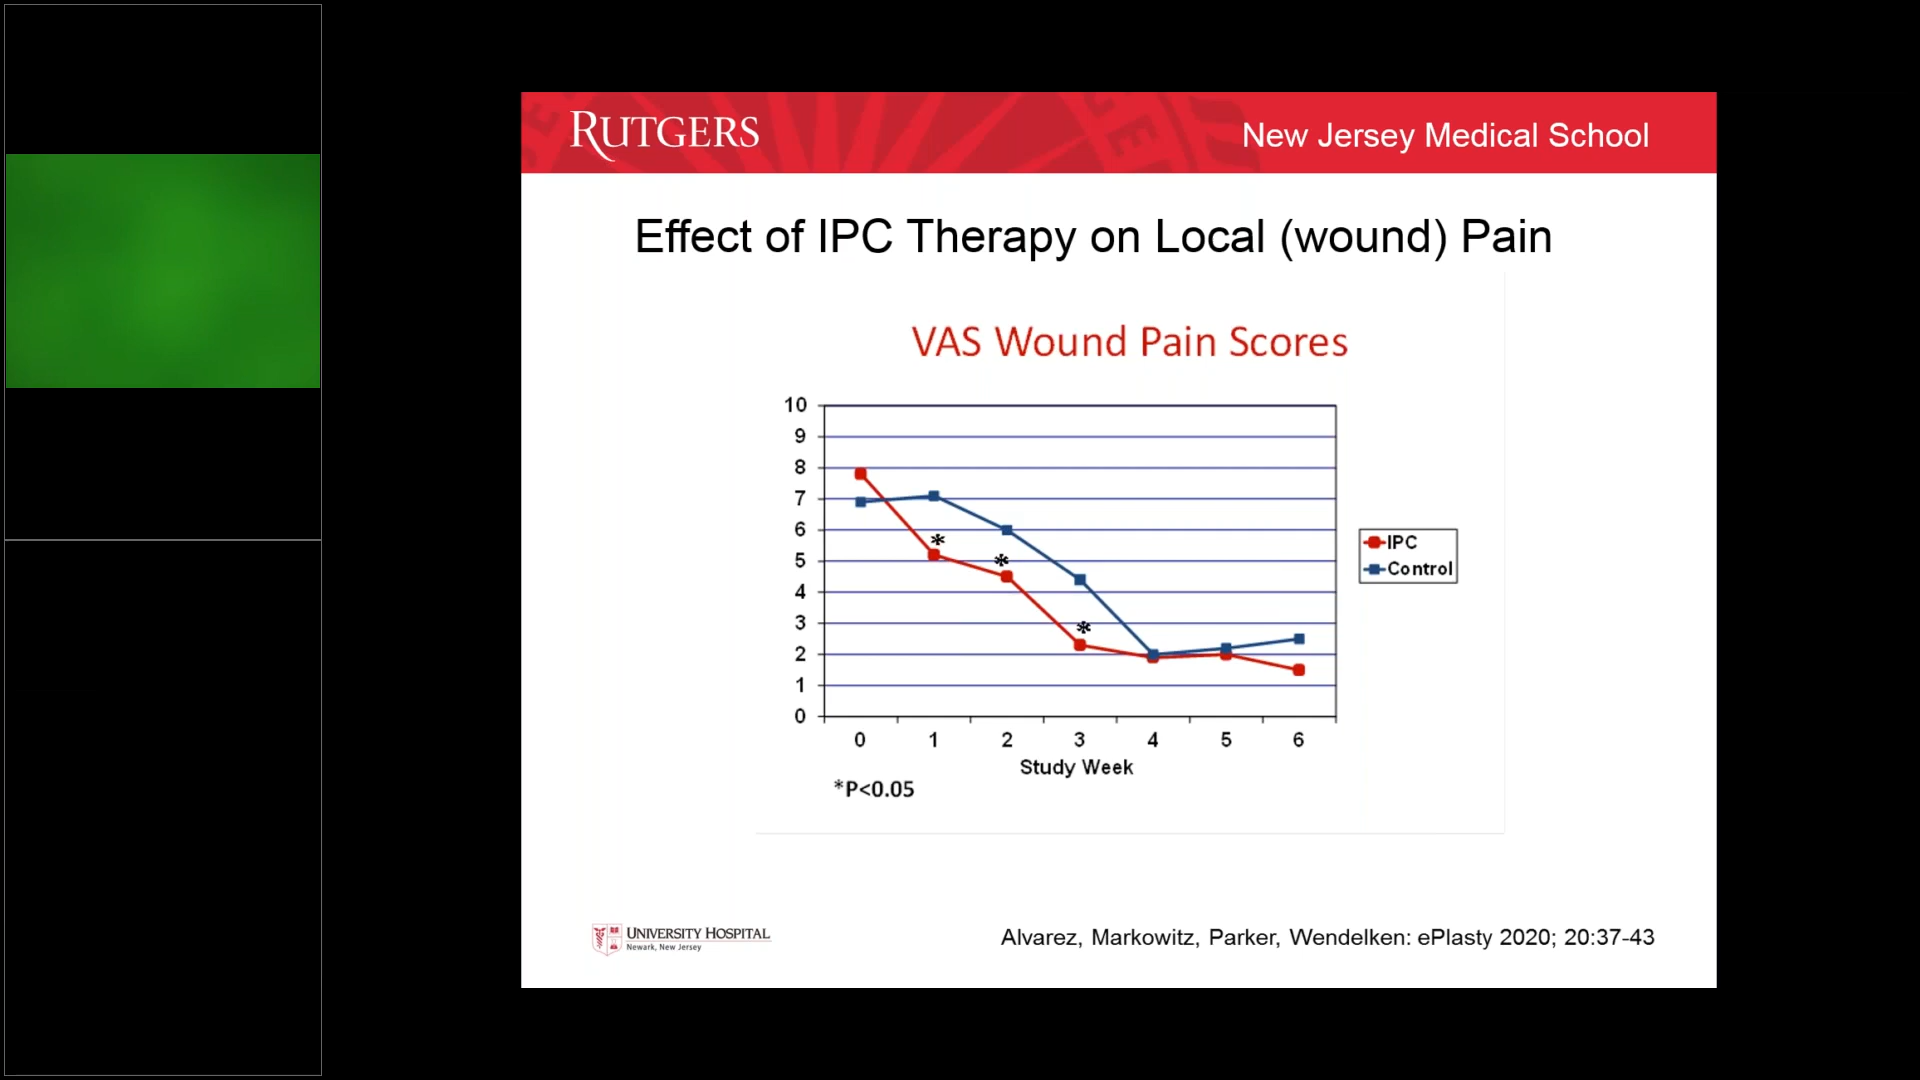 RUTGERS
New Jersey Medical School
Effect of IPC Therapy on Local (wound) Pain
VAS Wound Pain Scores
10
9
8
7
6
5
4
3
2
1
0
*
*
*
IPC
Control
0 1 2 3 4 5 6
Study Week
*P<0.05
UNIVERSITY HOSPITAL
Newark, New Jersey
Alvarez, Markowitz, Parker, Wendelken: ePlasty 2020; 20:37-43